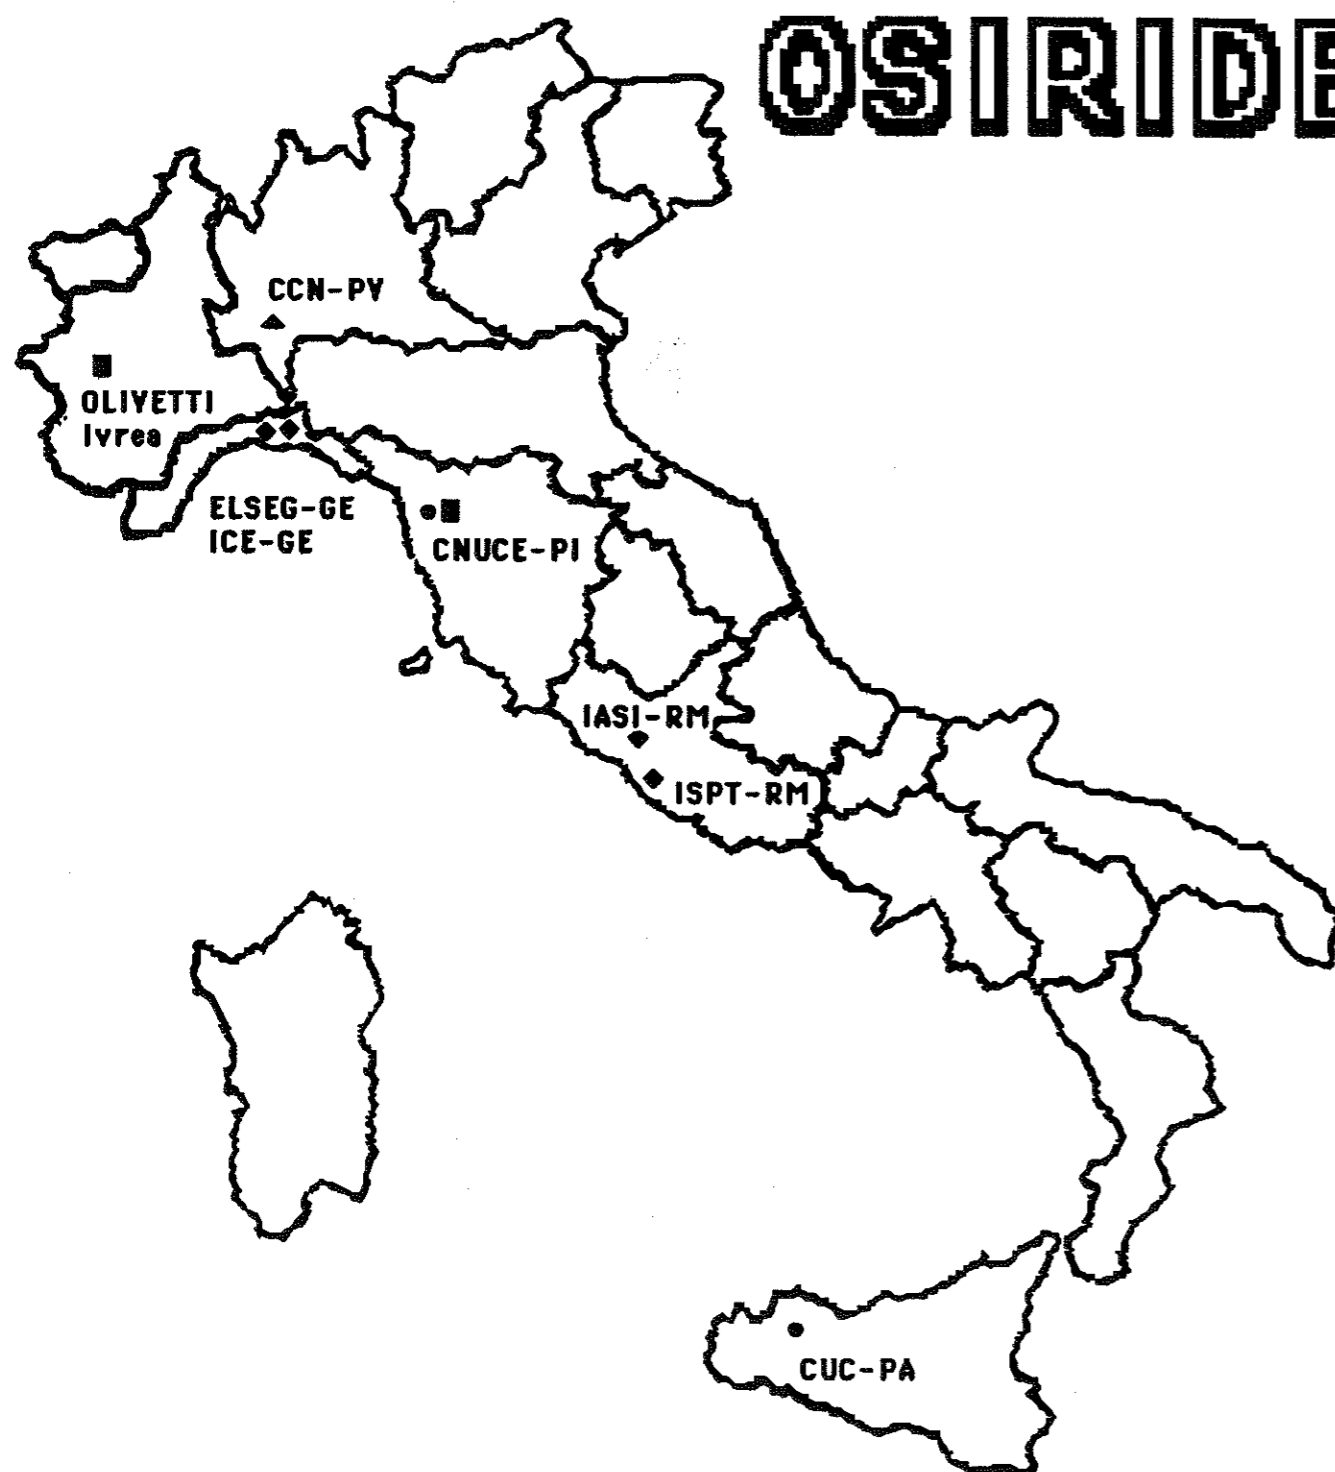 OSIRIDE
CCN-PV
OLIVETTI
Ivrea
ELSEG-GE
ICE-GE
CNUCE-PI
IASI-RM
ISPT-RM
CUC-PA